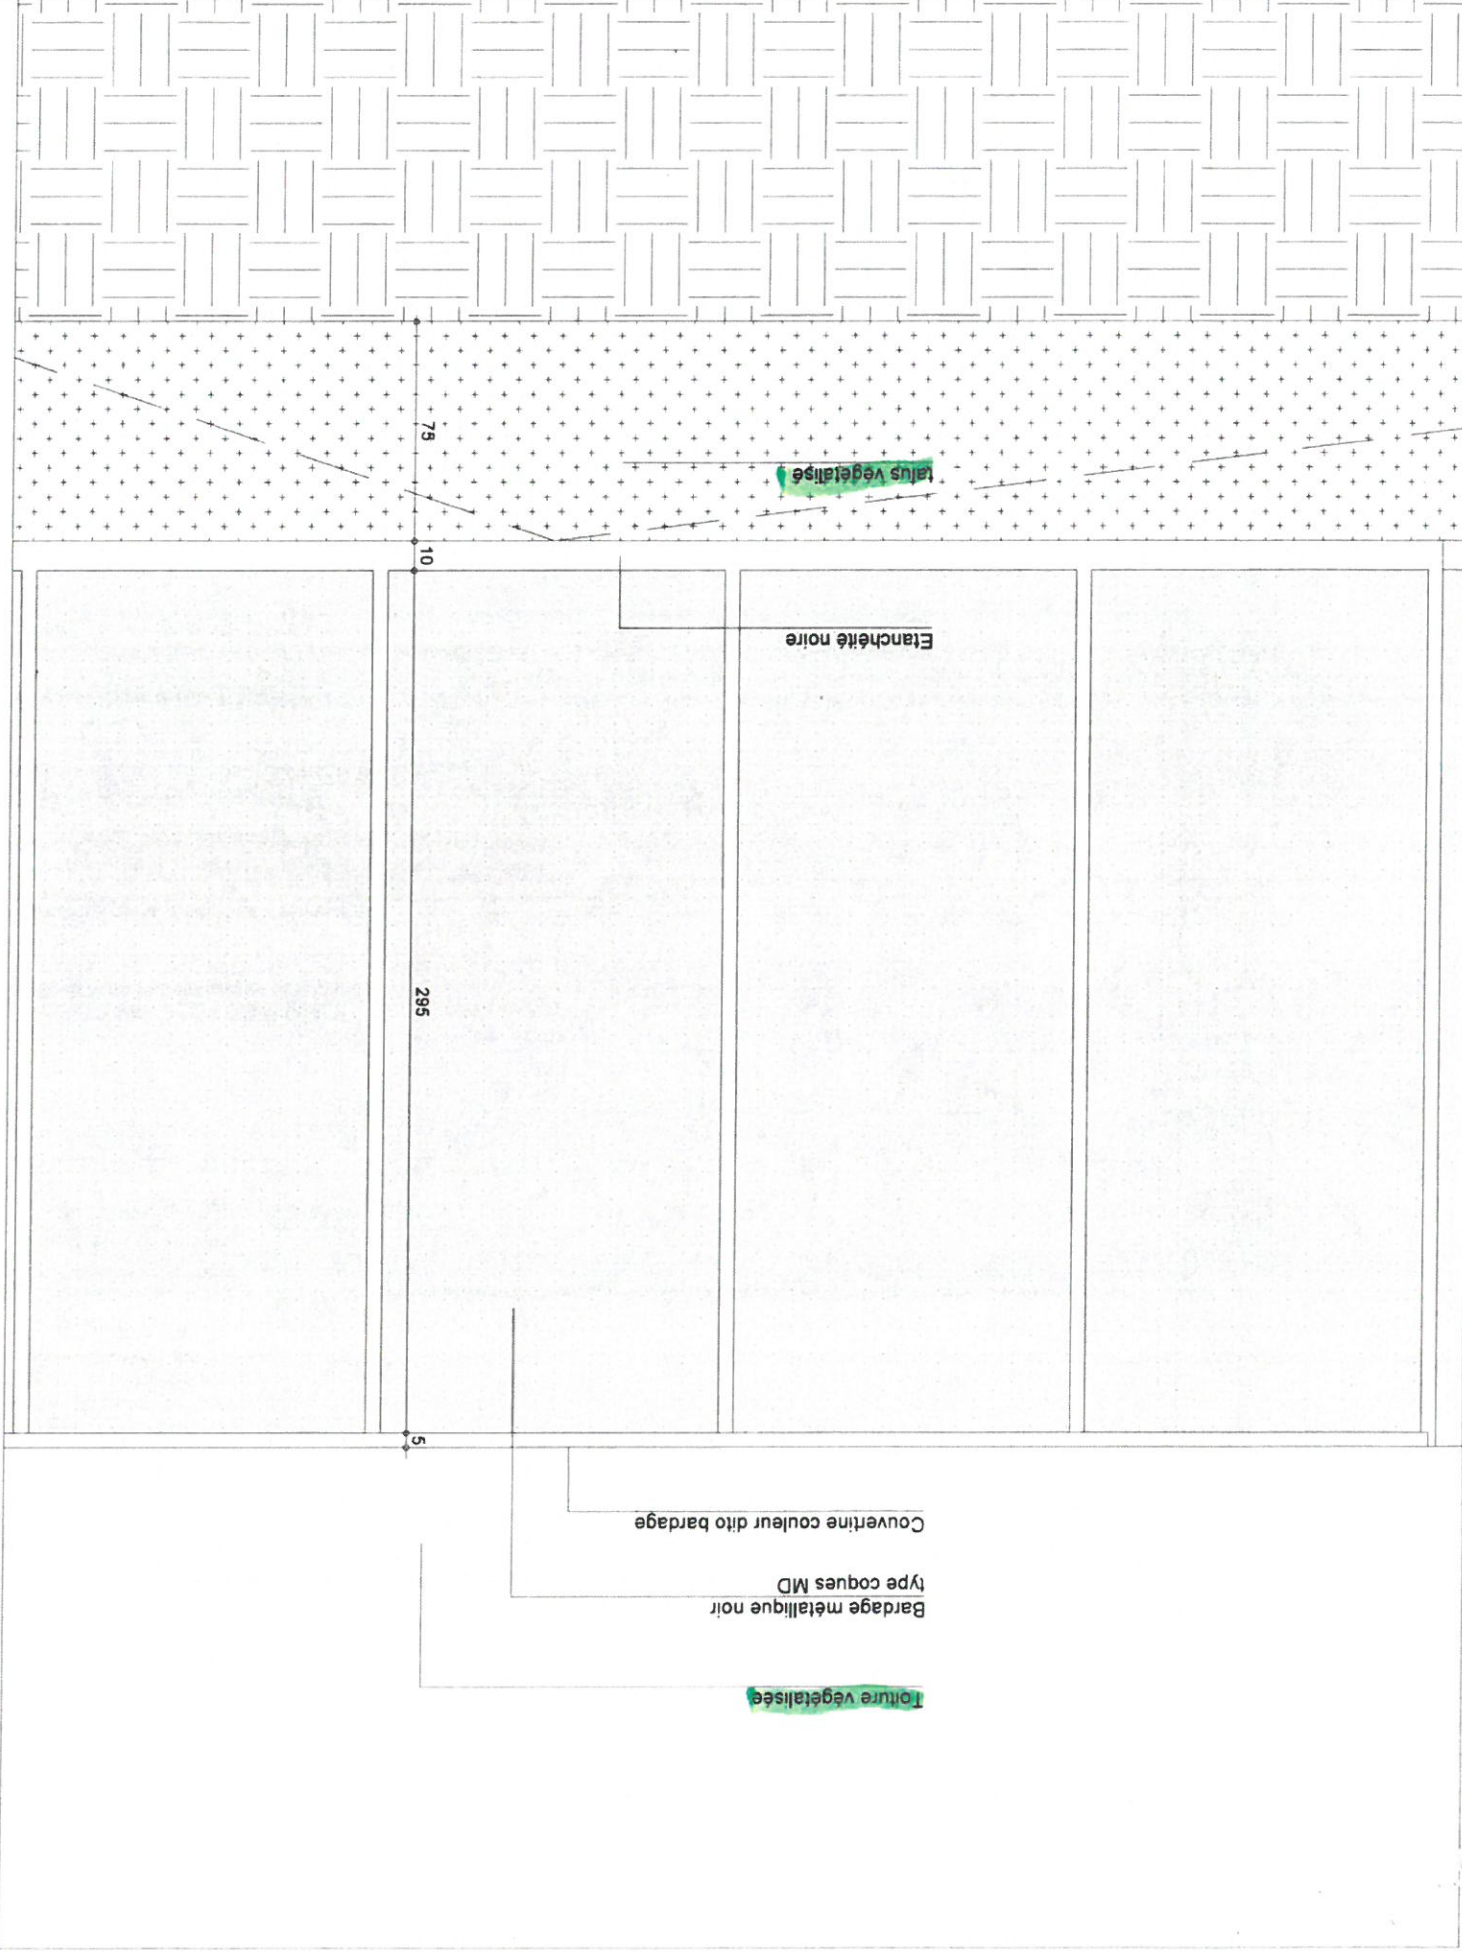 Toiture végétalisée
Bardage métallique noir
type coques MD
Couvertine couleur dito bardage
5
295
Etanchéité noire
10
talus végétalisé
75